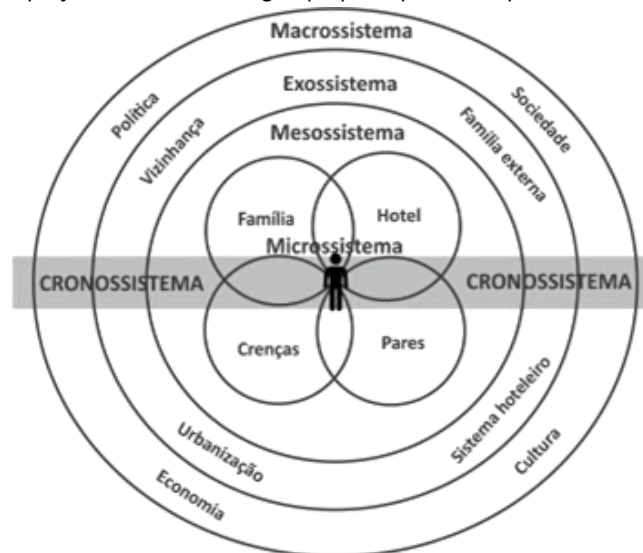 Macrossistema
Exossistema
Mesossistema
Política
Sociedade
Vizinhança
Família externa
Família
Hotel
Microssistema
CRONOSSISTEMA
CRONOSSISTEMA
Crenças
Pares
Urbanização
Sistema hoteleiro
Economia
Cultura